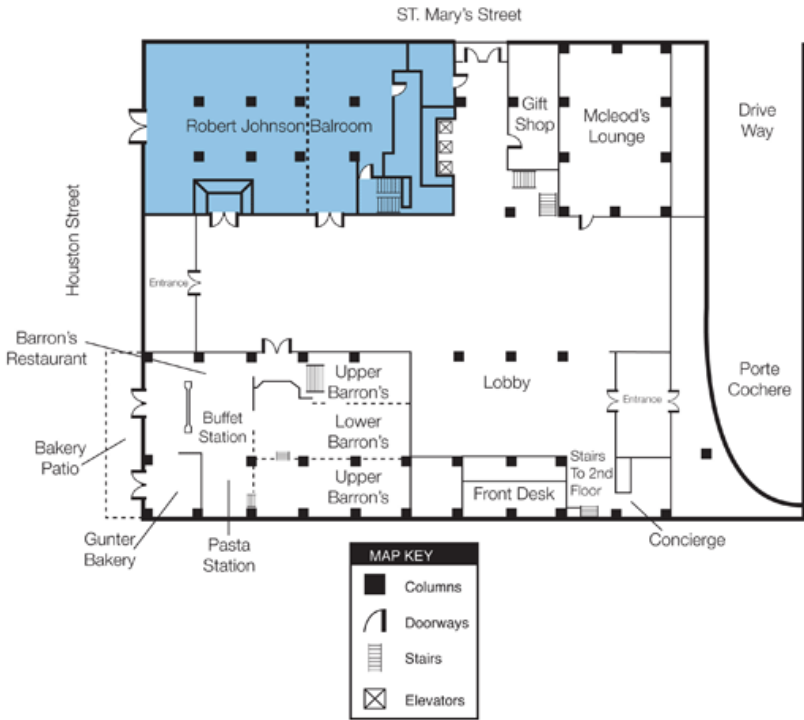 ST. Mary's Street
Gift
Shop
Mcleod's
Lounge
Drive
Way
Robert Johnson Balroom
Houston Street
Entrance
Barron's
Restaurant
Upper
Barron's
Lobby
Porte
Cochere
Entrance
Buffet
Station
Lower
Barron's
Bakery
Patio
Upper
Barron's
Stairs
To 2nd
Floor
Front Desk
Gunter
Bakery
Pasta
Station
Concierge
MAP KEY
Columns
Doorways
Stairs
Elevators